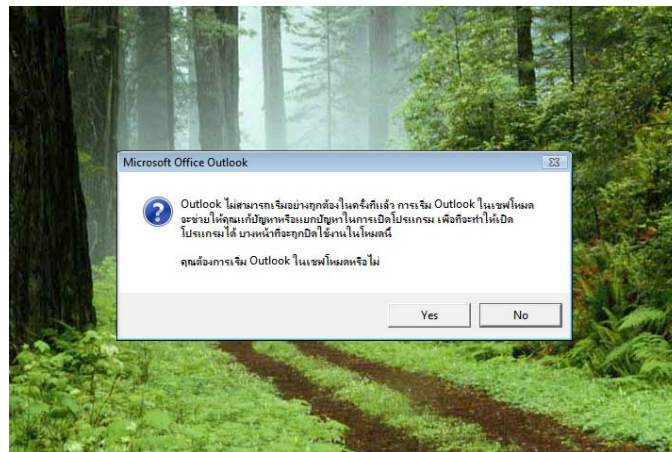 Microsoft Office Outlook
Outlook ไม่สามารถเริ่มอย่างถูกต้องในครั้งที่แล้ว การเริ่ม Outlook ในเซฟโหมด
จะช่วยให้คุณแก้ปัญหาหรือแยกปัญหาในการเปิดโปรแกรม เพื่อที่จะทำให้เปิด
โปรแกรมได้ บางหน้าที่จะถูกปิดใช้งานในโหมดนี้
คุณต้องการเริ่ม Outlook ในเซฟโหมดหรือไม่
Yes
No